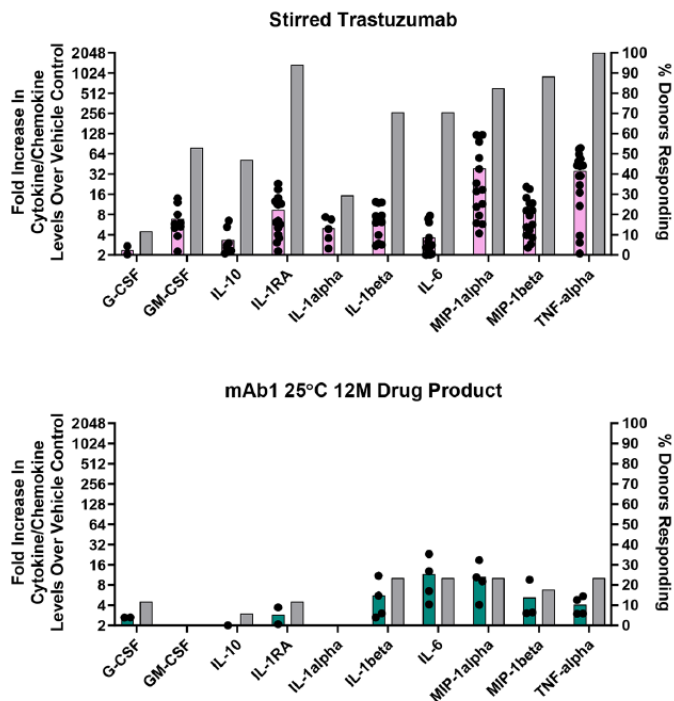 Stirred Trastuzumab
Fold Increase In
Cytokine/Chemokine
Levels Over Vehicle Control
2048
1024
512
256
128
64
32
16
8
4
2
100
90
80
70
60
50
40
30
20
10
0
% Donors Responding
G-CSF
GM-CSF
IL-10
IL-1RA
IL-1alpha
IL-1beta
IL-6
MIP-1alpha
MIP-1beta
TNF-alpha
mAb1 25°C 12M Drug Product
Fold Increase In
Cytokine/Chemokine
Levels Over Vehicle Control
2048
1024
512
256
128
64
32
16
8
4
2
100
90
80
70
60
50
40
30
20
10
0
% Donors Responding
G-CSF
GM-CSF
IL-10
IL-1RA
IL-1alpha
IL-1beta
IL-6
MIP-1alpha
MIP-1beta
TNF-alpha